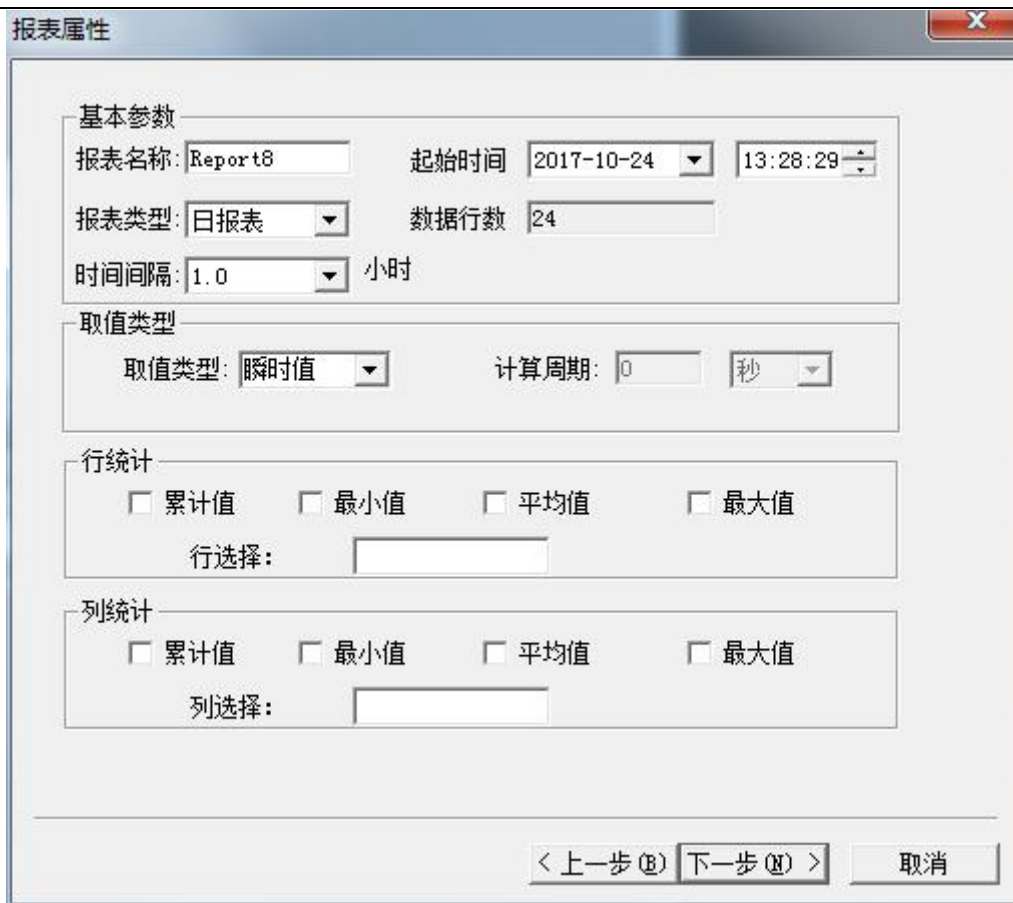 报表属性
基本参数
报表名称: Report8 起始时间 2017-10-24 13:28:29
报表类型: 日报表 数据行数 24
时间间隔: 1.0 小时
取值类型
取值类型: 瞬时值 计算周期: 0 秒
行统计
累计值 最小值 平均值 最大值
行选择:
列统计
累计值 最小值 平均值 最大值
列选择:
< 上一步(B) 下一步(N) > 取消